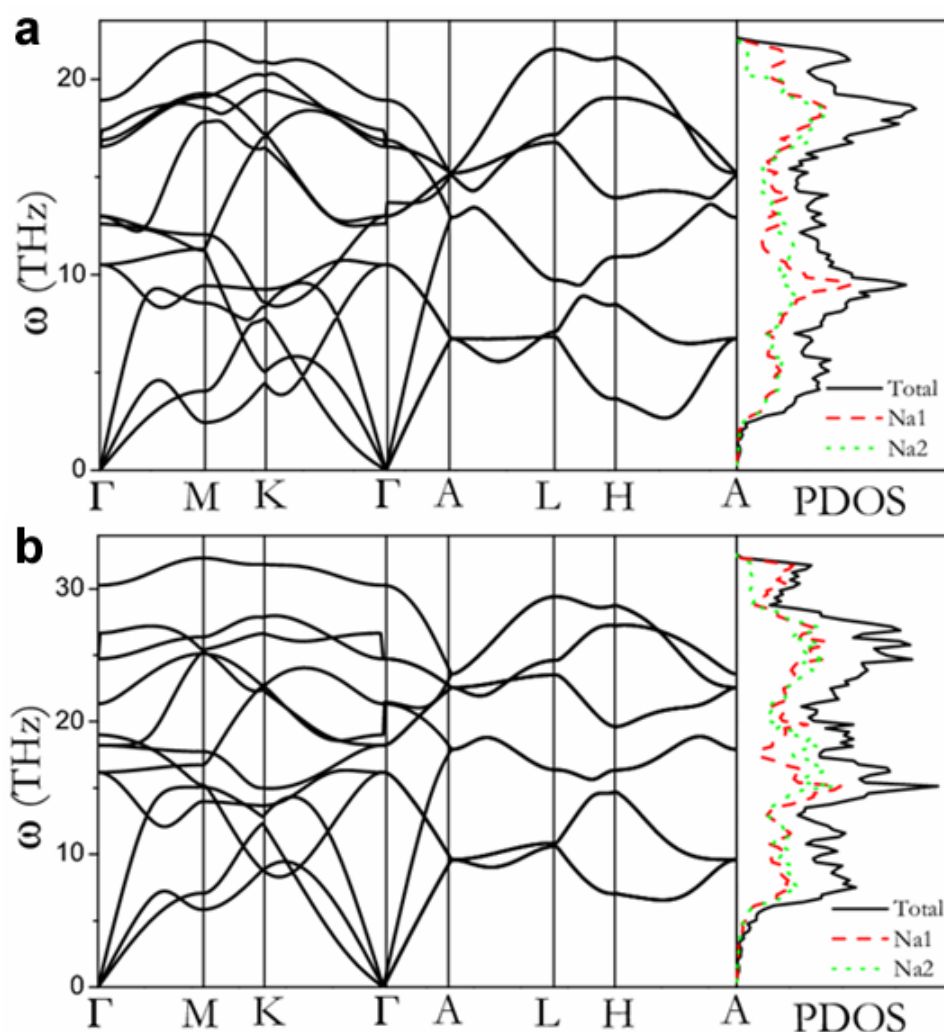 a
20
10
0
ω (THz)
Γ M K Γ A L H A PDOS
Total
Na1
Na2
b
30
20
10
0
ω (THz)
Γ M K Γ A L H A PDOS
Total
Na1
Na2